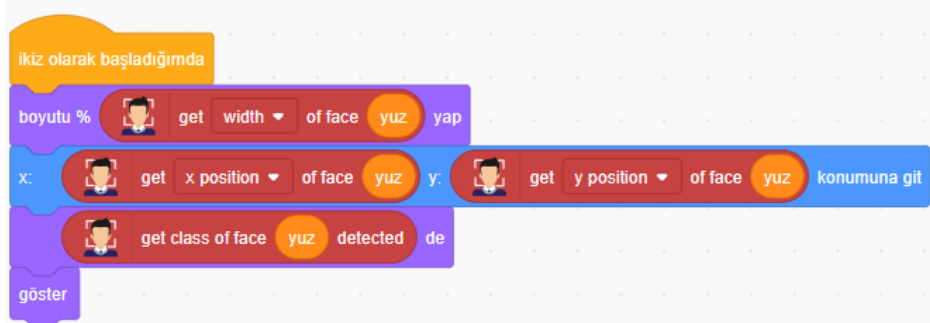 ikiz olarak başladığımda
boyutu % get width of face yuz yap
x: get x position of face yuz y: get y position of face yuz konumuna git
get class of face yuz detected de
göster